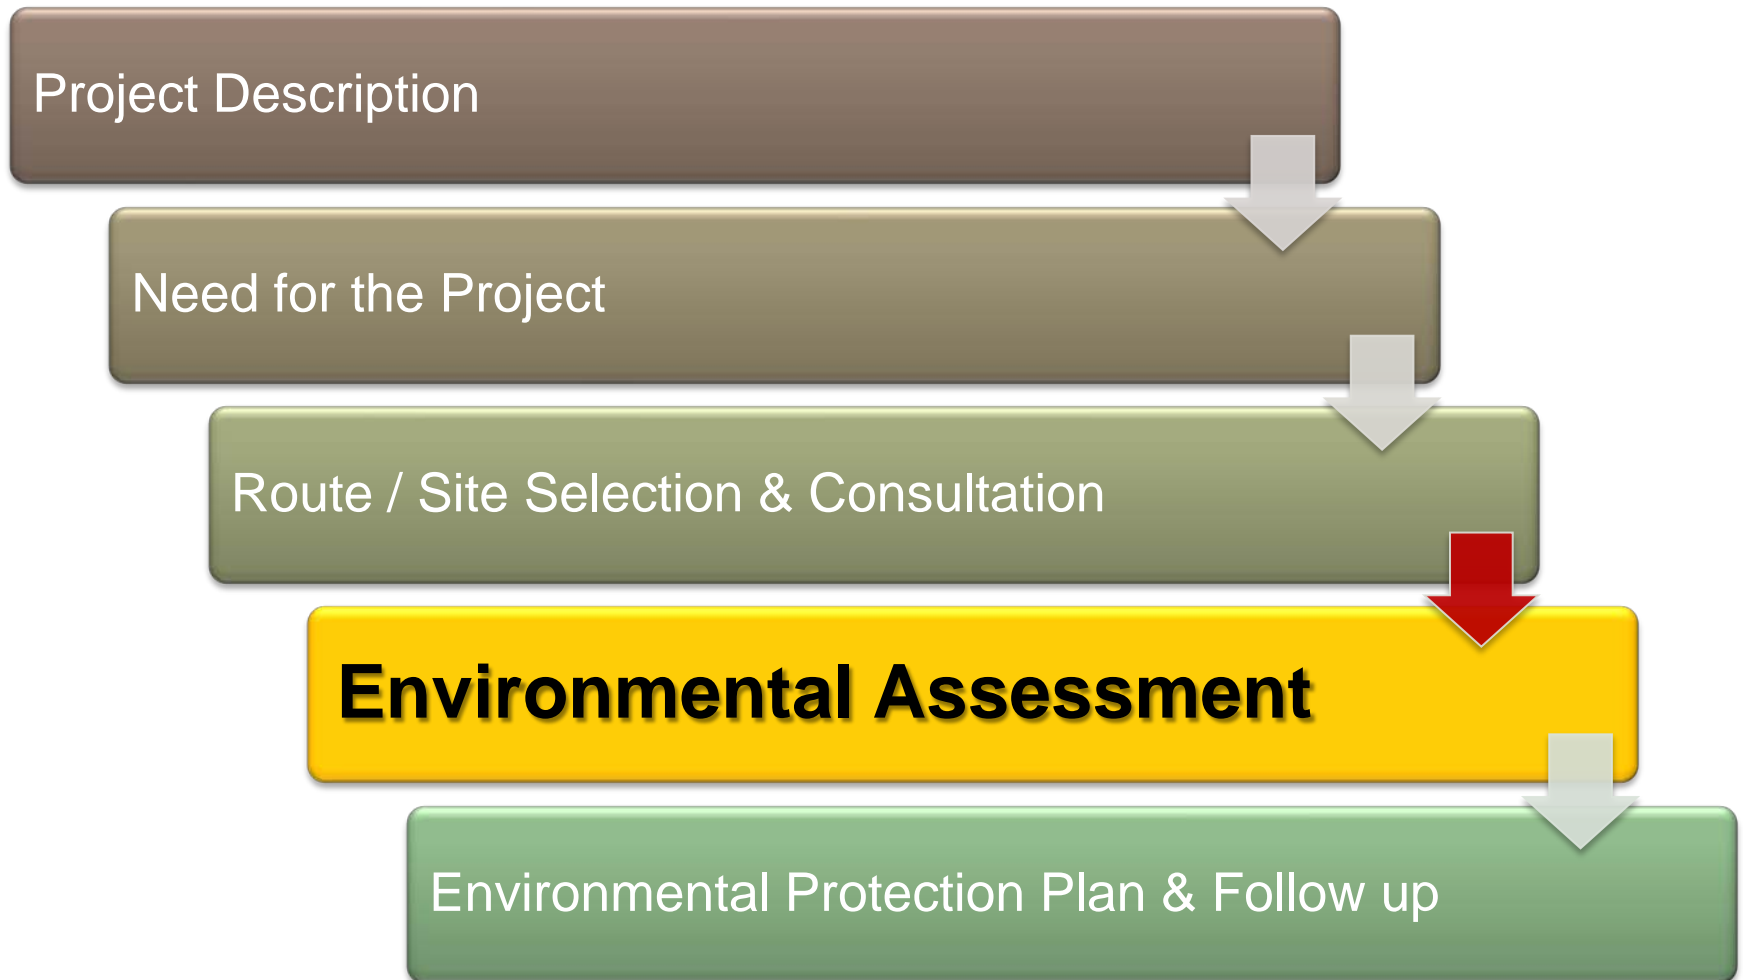 Project Description
Need for the Project
Route / Site Selection & Consultation
Environmental Assessment
Environmental Protection Plan & Follow up